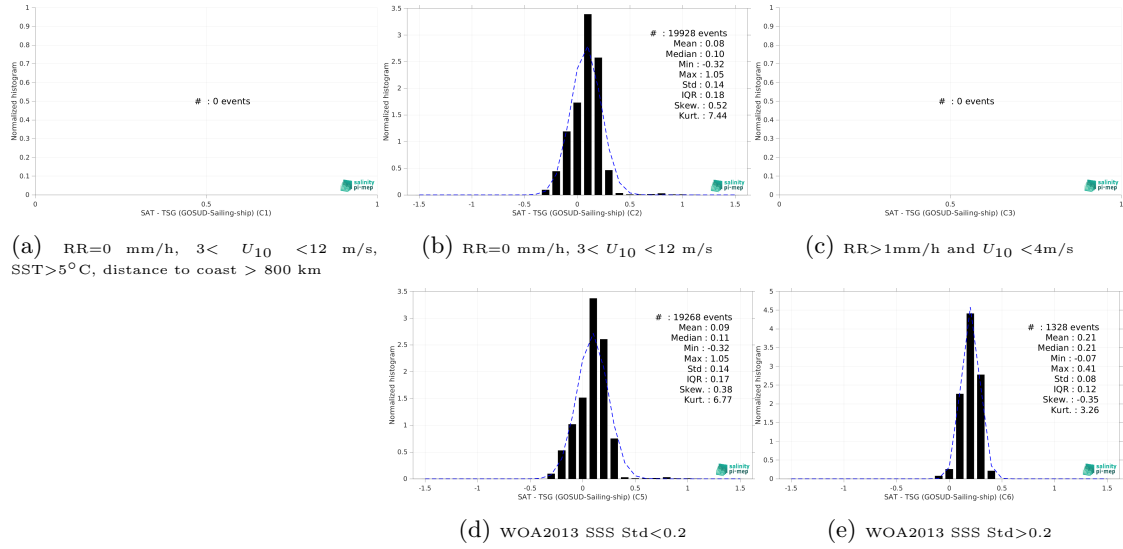 1
0.9
0.8
0.7
0.6
0.5
0.4
0.3
0.2
0.1
0
Normalized histogram
# : 0 events
0 0.5 1
SAT - TSG (GOSUD-Sailing-ship) (C1)
salinity
pi-mep
(a) RR=0 mm/h, 3< U10 <12 m/s,
SST>5°C, distance to coast > 800 km
3.5
3
2.5
2
1.5
1
0.5
0
Normalized histogram
# : 19928 events
Mean : 0.08
Median : 0.10
Min : -0.32
Max : 1.05
Std : 0.14
IQR : 0.18
Skew. : 0.52
Kurt. : 7.44
-1.5 -1 -0.5 0 0.5 1 1.5
SAT - TSG (GOSUD-Sailing-ship) (C2)
salinity
pi-mep
(b) RR=0 mm/h, 3< U10 <12 m/s
1
0.9
0.8
0.7
0.6
0.5
0.4
0.3
0.2
0.1
0
Normalized histogram
# : 0 events
0 0.5 1
SAT - TSG (GOSUD-Sailing-ship) (C3)
salinity
pi-mep
(c) RR>1mm/h and U10 <4m/s
3.5
3
2.5
2
1.5
1
0.5
0
Normalized histogram
# : 19268 events
Mean : 0.09
Median : 0.11
Min : -0.32
Max : 1.05
Std : 0.14
IQR : 0.17
Skew. : 0.38
Kurt. : 6.77
-1.5 -1 -0.5 0 0.5 1 1.5
SAT - TSG (GOSUD-Sailing-ship) (C5)
salinity
pi-mep
(d) WOA2013 SSS Std<0.2
5
4.5
4
3.5
3
2.5
2
1.5
1
0.5
0
Normalized histogram
# : 1328 events
Mean : 0.21
Median : 0.21
Min : -0.07
Max : 0.41
Std : 0.08
IQR : 0.12
Skew. : -0.35
Kurt. : 3.26
-1.5 -1 -0.5 0 0.5 1 1.5
SAT - TSG (GOSUD-Sailing-ship) (C6)
salinity
pi-mep
(e) WOA2013 SSS Std>0.2